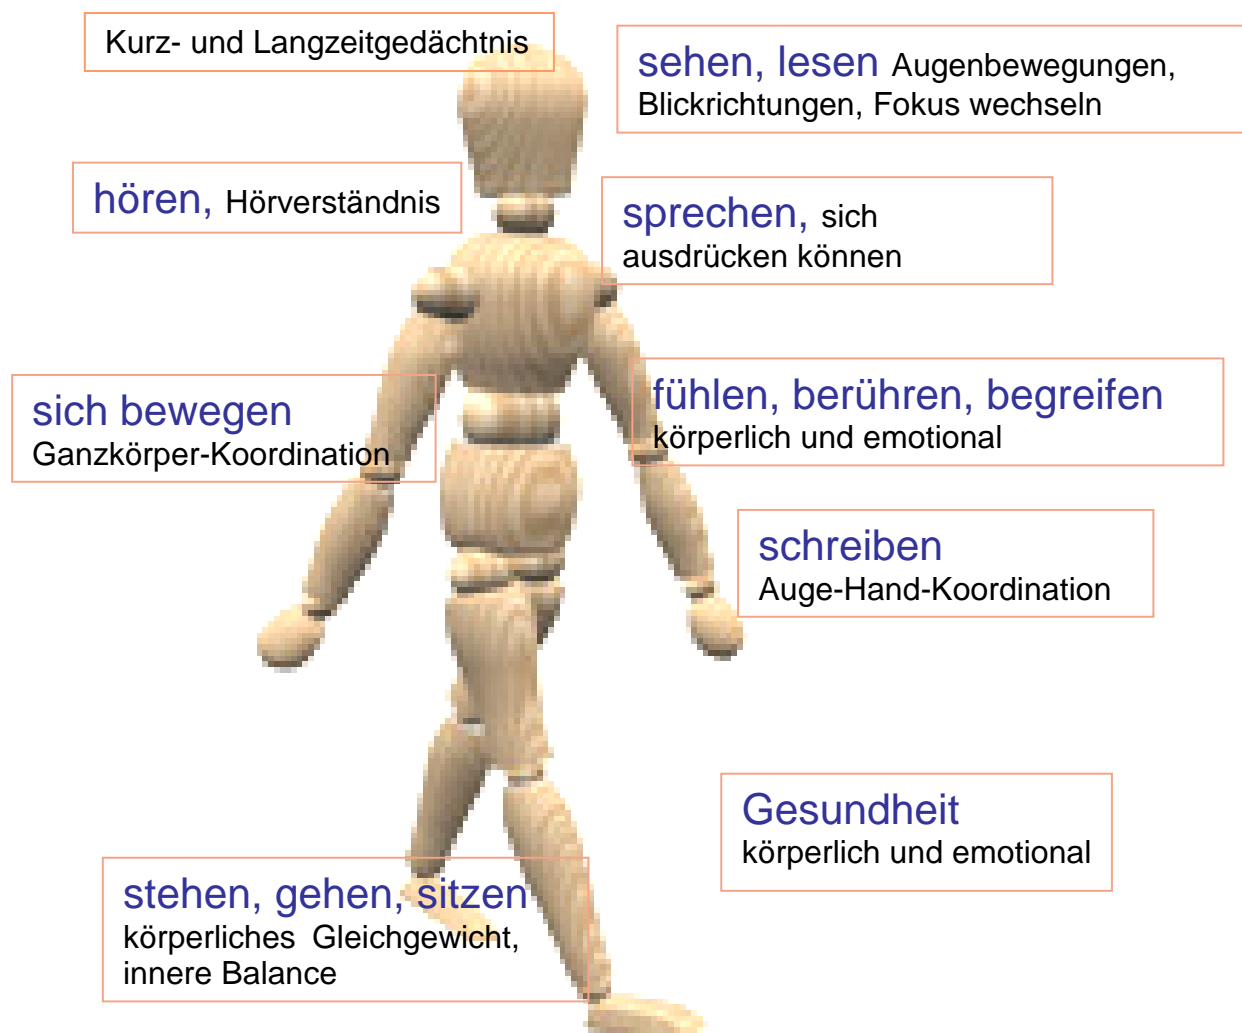 Kurz- und Langzeitgedächtnis
sehen, lesen Augenbewegungen,
Blickrichtungen, Fokus wechseln
hören, Hörverständnis
sprechen, sich
ausdrücken können
sich bewegen
Ganzkörper-Koordination
fühlen, berühren, begreifen
körperlich und emotional
schreiben
Auge-Hand-Koordination
Gesundheit
körperlich und emotional
stehen, gehen, sitzen
körperliches Gleichgewicht,
innere Balance